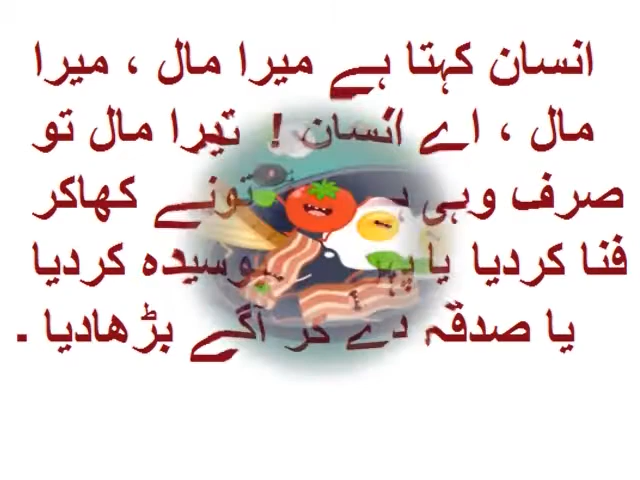 انسان کہتا ہے میرا مال ، میرا
مال ، اے انسان ! تیرا مال تو
صرف وہی تونے کھاکر
فنا کردیا یا کردیا
یا صدقہ دے کر آگے بڑھادیا ۔